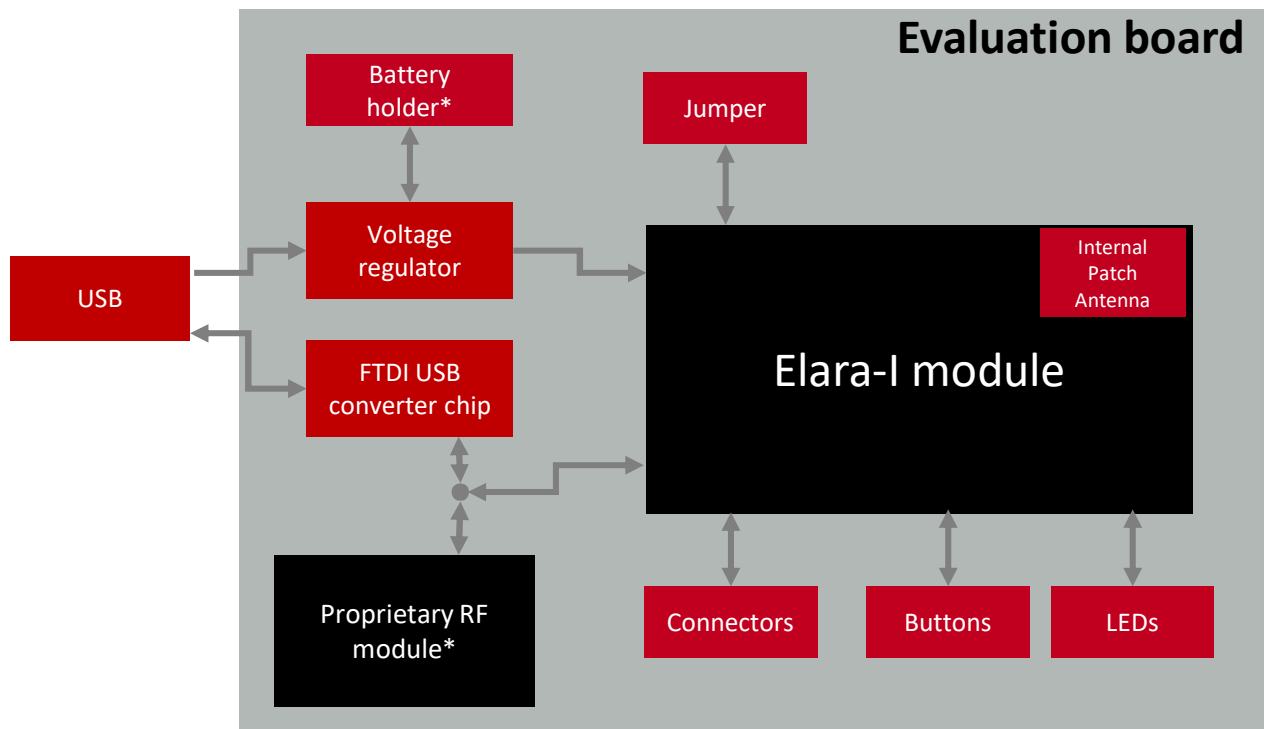 Evaluation board
Battery
holder*
Jumper
Voltage
regulator
Internal
Patch
Antenna
USB
Elara-I module
FTDI USB
converter chip
Proprietary RF
module*
Connectors
Buttons
LEDs